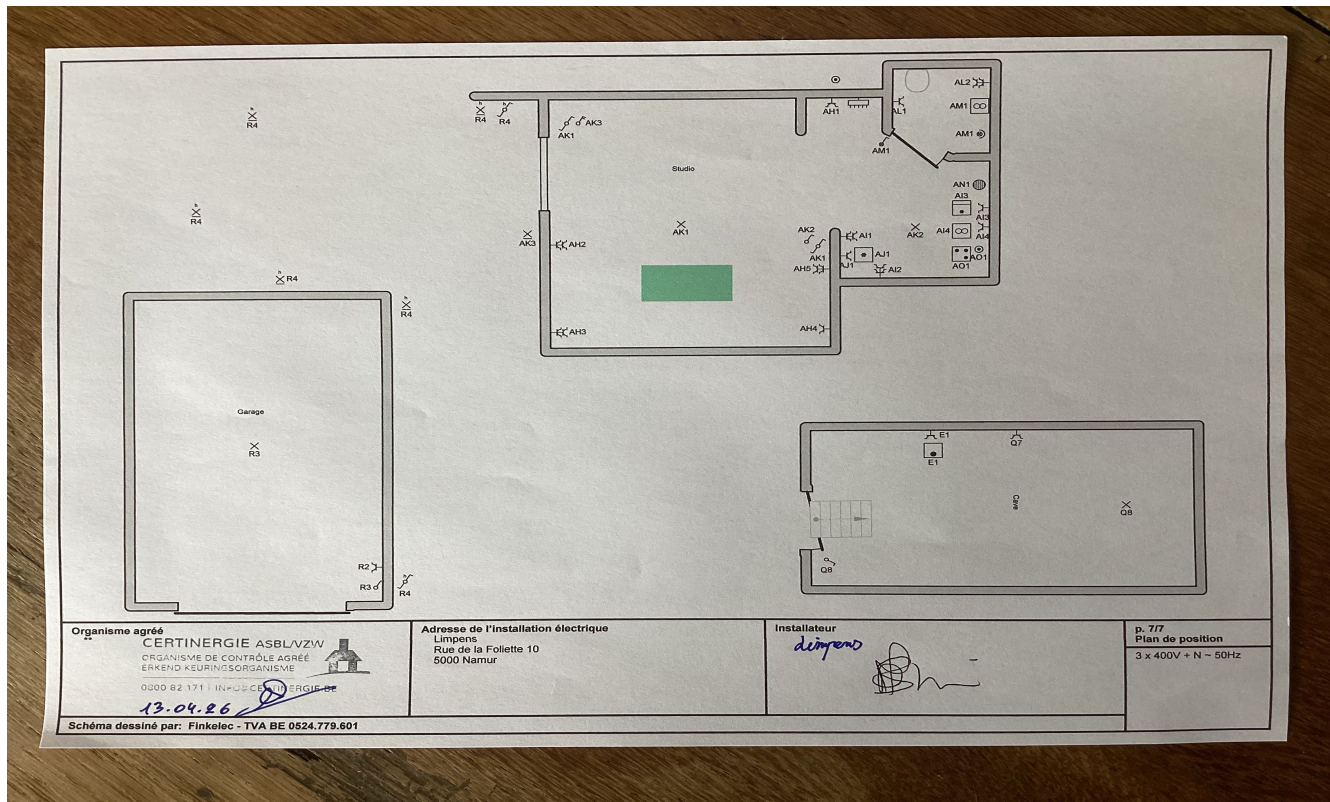 R4
R4
R4
R4
R4
R4
AK3
AK1
Studio
AK1
AK3
AH2
AH3
AH1
AL1
AL2
AM1
AM1
AM1
AN1
AI3
AI3
AI4
AI4
AK2
AO1
AO1
AK2
AK1
AI1
AJ1
AJ1
AI2
AH5
AH4
Garage
R3
R2
R3
R4
E1
E1
Q7
Cave
Q8
Q8
Organisme agréé
CERTINERGIE ASBL/VZW
ORGANISME DE CONTRÔLE AGRÉÉ
ERKEND KEURINGSORGANISME
13.04.26
Adresse de l'installation électrique
Limpens
Rue de la Foliette 10
5000 Namur
Installateur
Limpens
p. 7/7
Plan de position
3 x 400V + N ~ 50Hz
Schéma dessiné par: Finkelec - TVA BE 0524.779.601